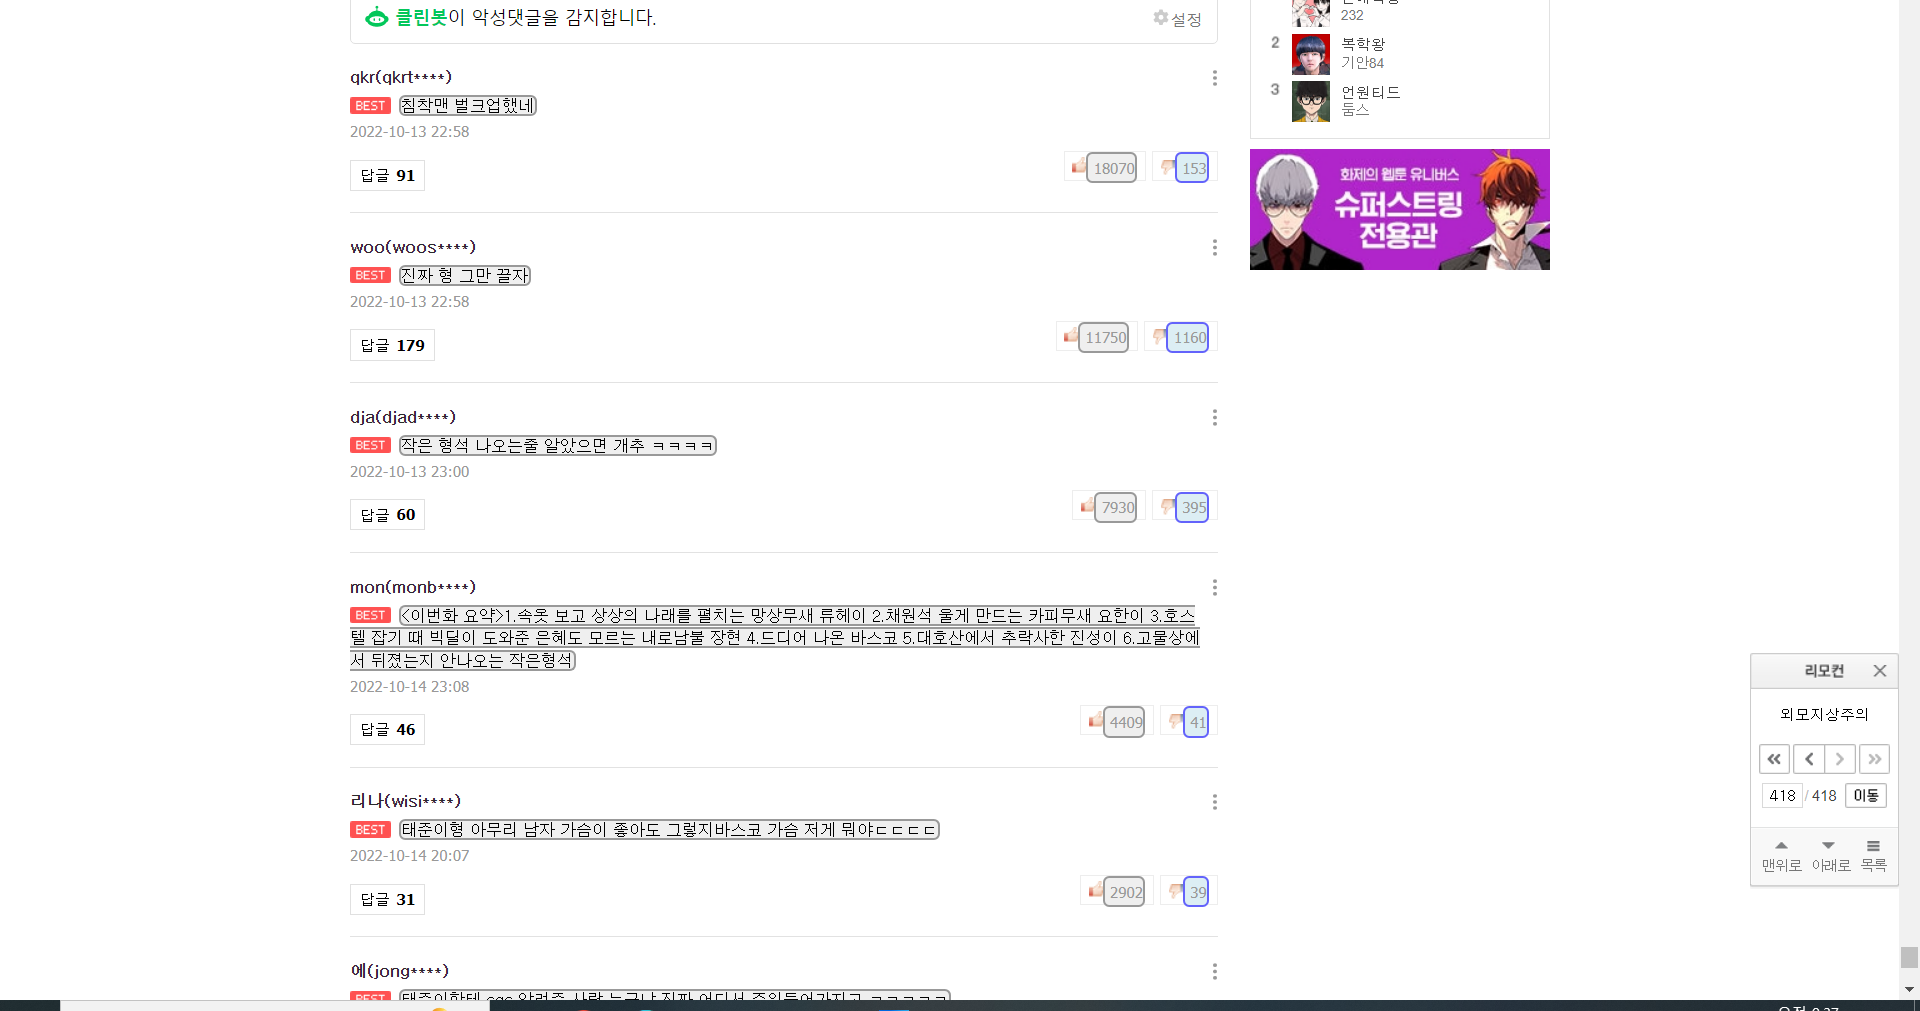 클린봇이 악성댓글을 감지합니다.
설정
qkr(qkrt****)
BEST 침착맨 벌크업했네
2022-10-13 22:58
답글 91
18070
153
woo(woos****)
BEST 진짜 형 그만 끌자
2022-10-13 22:58
답글 179
11750
1160
dja(djad****)
BEST 작은 형석 나오는줄 알았으면 개추 ㅋㅋㅋㅋ
2022-10-13 23:00
답글 60
7930
395
mon(monb****)
BEST <이번화 요약>1.속옷 보고 상상의 나래를 펼치는 망상무새 류헤이 2.채원석 울게 만드는 카피무새 요한이 3.호스
텔 잡기 때 빅딜이 도와준 은혜도 모르는 내로남불 장현 4.드디어 나온 바스코 5.대호산에서 추락사한 진성이 6.고물상에
서 뒤졌는지 안나오는 작은형석
2022-10-14 23:08
답글 46
4409
41
리나(wisi****)
BEST 태준이형 아무리 남자 가슴이 좋아도 그렇지바스코 가슴 저게 뭐야ㄷㄷㄷㄷ
2022-10-14 20:07
답글 31
2902
39
예(jong****)
BEST
232
2
복학왕
기안84
3
언원티드
둠스
화제의 웹툰 유니버스
슈퍼스트링
전용관
리모컨
외모지상주의
418 / 418 이동
맨위로 아래로 목록